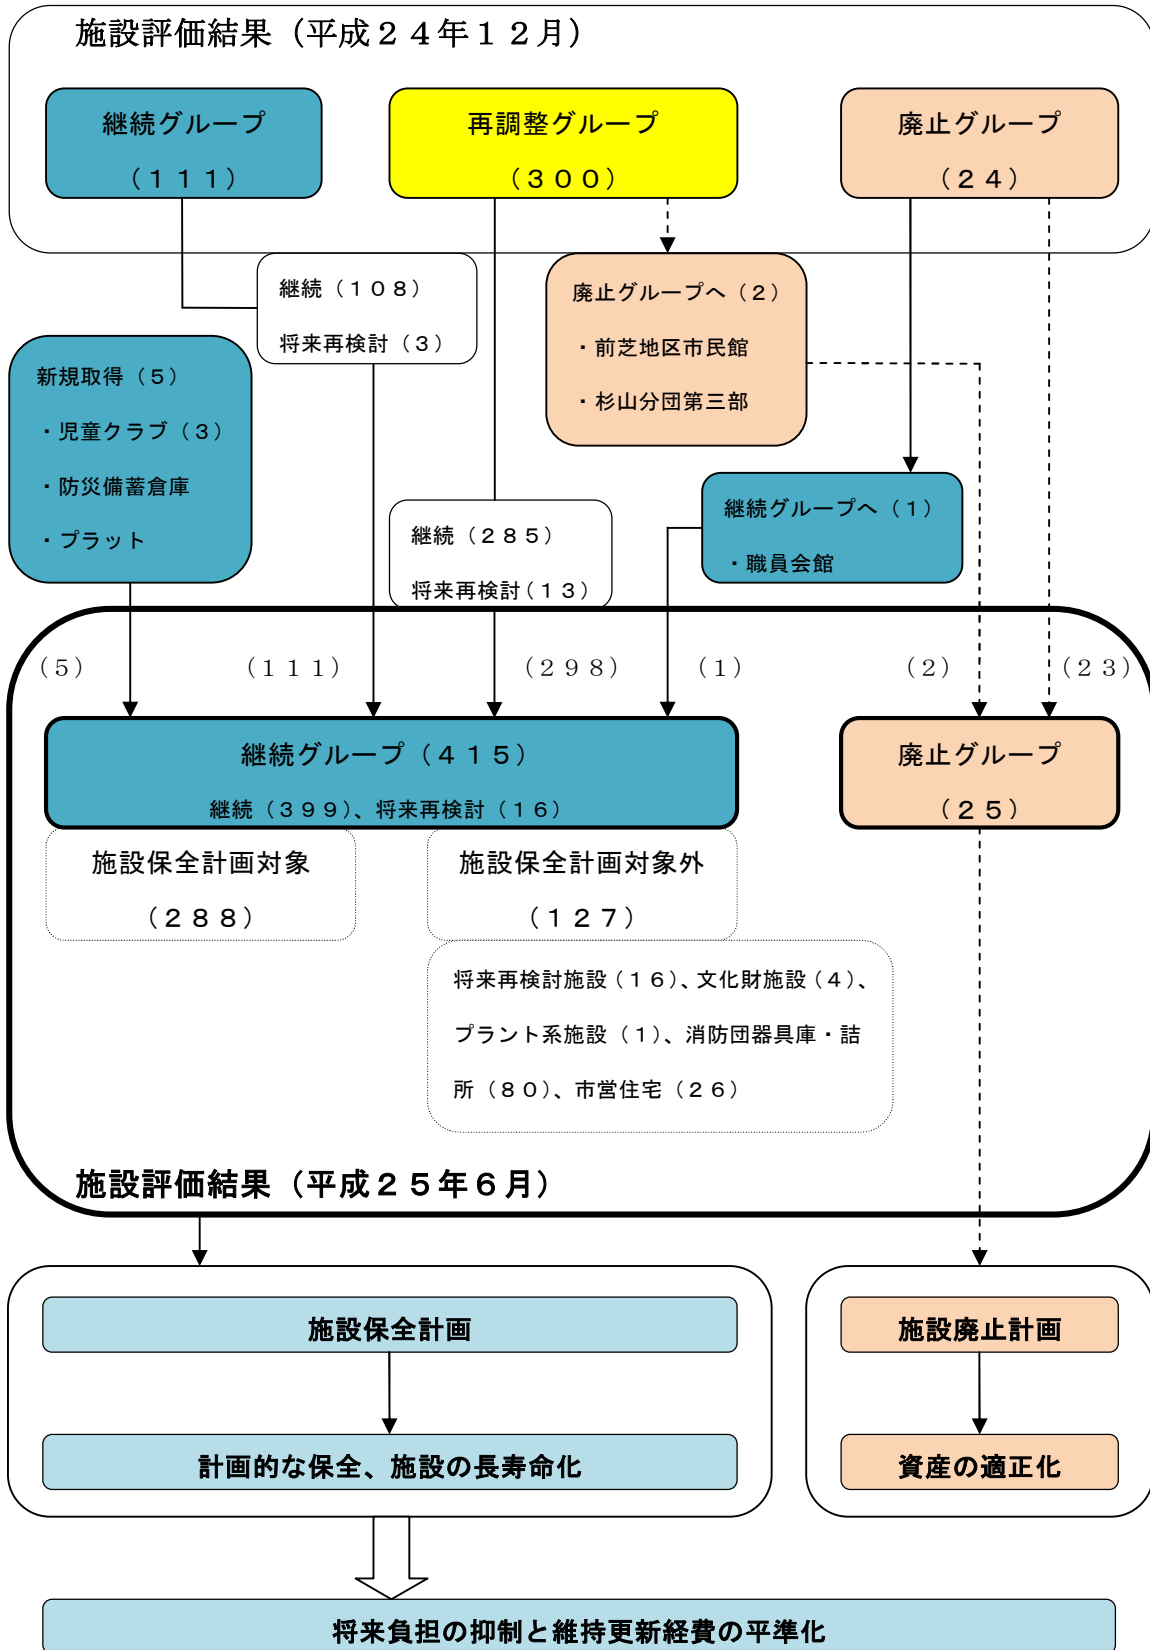 施設評価結果（平成２４年１２月）
継続グループ
（１１１）
再調整グループ
（３００）
廃止グループ
（２４）
継続（１０８）
将来再検討（３）
廃止グループへ（２）
・前芝地区市民館
・杉山分団第三部
新規取得（５）
・児童クラブ（３）
・防災備蓄倉庫
・プラット
継続（２８５）
将来再検討（１３）
継続グループへ（１）
・職員会館
（５）
（１１１）
（２９８）
（１）
（２）
（２３）
継続グループ（４１５）
継続（３９９）、将来再検討（１６）
廃止グループ
（２５）
施設保全計画対象
（２８８）
施設保全計画対象外
（１２７）
将来再検討施設（１６）、文化財施設（４）、
プラント系施設（１）、消防団器具庫・詰
所（８０）、市営住宅（２６）
施設評価結果（平成２５年６月）
施設保全計画
計画的な保全、施設の長寿命化
施設廃止計画
資産の適正化
将来負担の抑制と維持更新経費の平準化